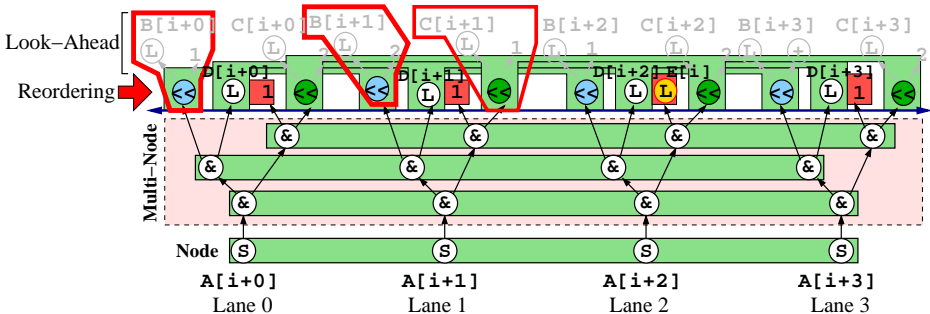 Look-Ahead
B[i+0] C[i+0] B[i+1] C[i+1] B[i+2] C[i+2] B[i+3] C[i+3]
L 1 L 2 L 2 L 1 L 1 L 2 L + L 2
D[i+0] D[i+1] D[i+2] E[i] D[i+3]
Reordering
<< L 1 << << L 1 << << L L << << L 1 <<
Multi-Node
& & & &
& & & &
& & & &
Node S S S S
A[i+0] A[i+1] A[i+2] A[i+3]
Lane 0 Lane 1 Lane 2 Lane 3